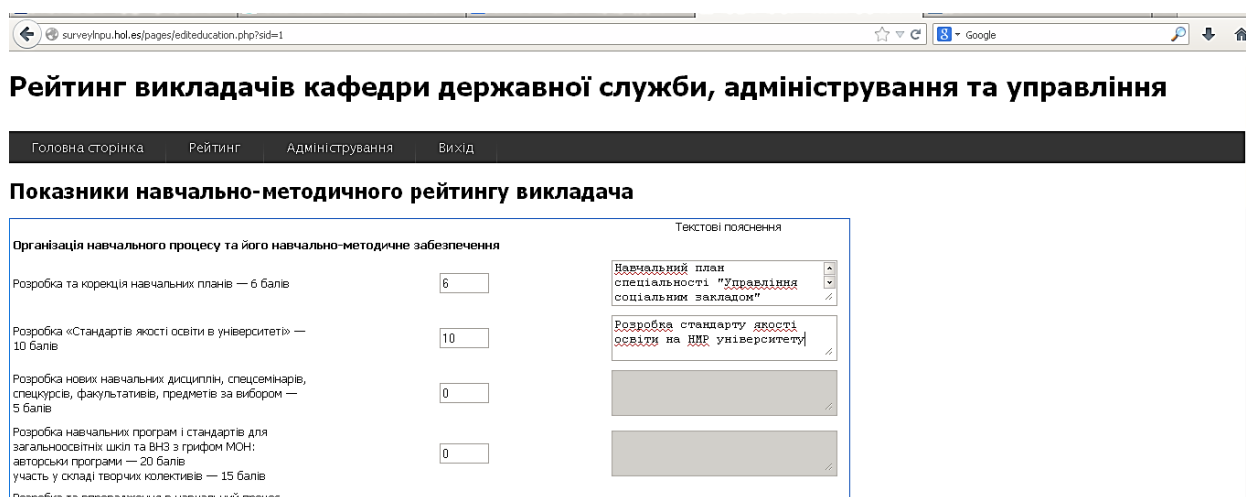 surveylnpu.hol.es/pages/editeducation.php?sid=1
Google
Рейтинг викладачів кафедри державної служби, адміністрування та управління
Головна сторінка Рейтинг Адміністрування Вихід
Показники навчально-методичного рейтингу викладача
Текстові пояснення
Організація навчального процесу та його навчально-методичне забезпечення
Розробка та корекція навчальних планів — 6 балів
6
Навчальний план
спеціальності "Управління
соціальним закладом"
Розробка «Стандартів якості освіти в університеті» —
10 балів
10
Розробка стандарту якості
освіти на НМР університету
Розробка нових навчальних дисциплін, спецсемінарів,
спецкурсів, факультативів, предметів за вибором —
5 балів
0
Розробка навчальних програм і стандартів для
загальноосвітніх шкіл та ВНЗ з грифом МОН:
авторськи програми — 20 балів
участь у складі творчих колективів — 15 балів
0